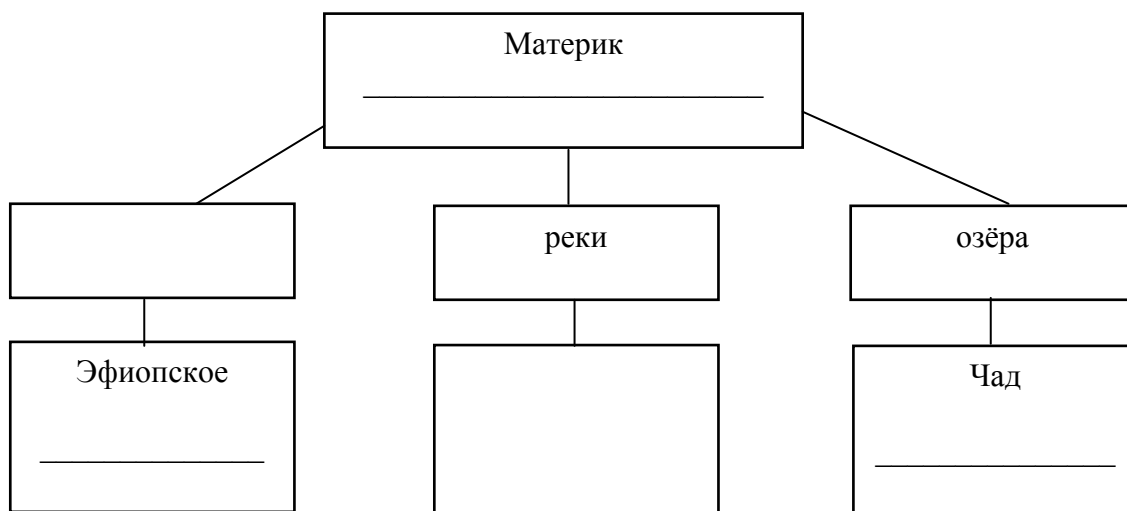 Материк
реки
озёра
Эфиопское
Чад